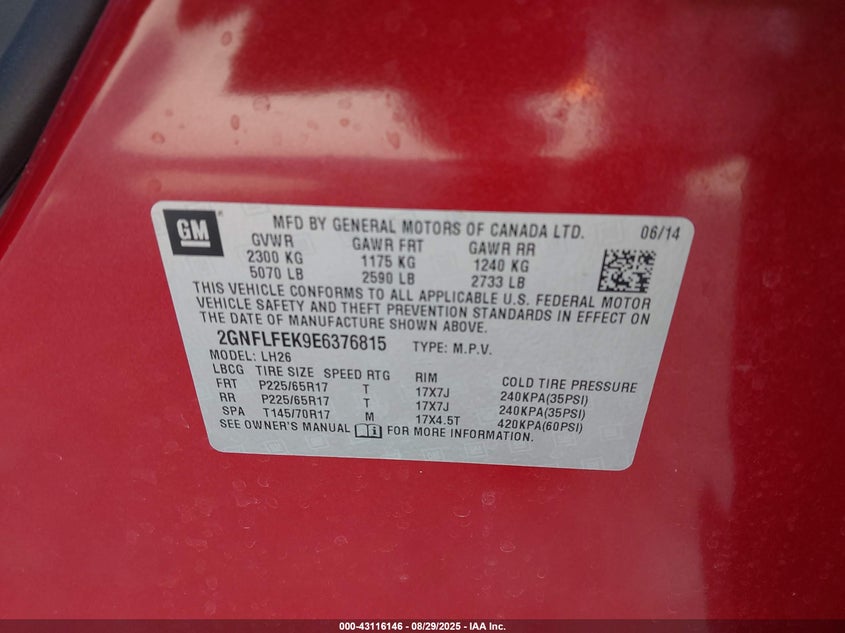 GM
MFD BY GENERAL MOTORS OF CANADA LTD. 06/14
GVWR GAWR FRT GAWR RR
2300 KG 1175 KG 1240 KG
5070 LB 2590 LB 2733 LB
THIS VEHICLE CONFORMS TO ALL APPLICABLE U.S. FEDERAL MOTOR
VEHICLE SAFETY AND THEFT PREVENTION STANDARDS IN EFFECT ON
THE DATE OF MANUFACTURE SHOWN ABOVE.
2GNFLFEK9E6376815 TYPE: M.P.V.
MODEL: LH26
LBCG TIRE SIZE SPEED RTG RIM COLD TIRE PRESSURE
FRT P225/65R17 T 17X7J 240KPA(35PSI)
RR P225/65R17 T 17X7J 240KPA(35PSI)
SPA T145/70R17 M 17X4.5T 420KPA(60PSI)
SEE OWNER'S MANUAL FOR MORE INFORMATION.
000-43116146 - 08/29/2025 - IAA Inc.